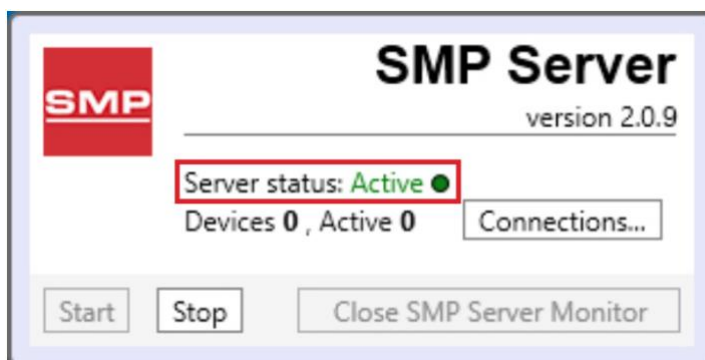 SMP
SMP Server
version 2.0.9
Server status: Active
Devices 0 , Active 0
Connections...
Start
Stop
Close SMP Server Monitor